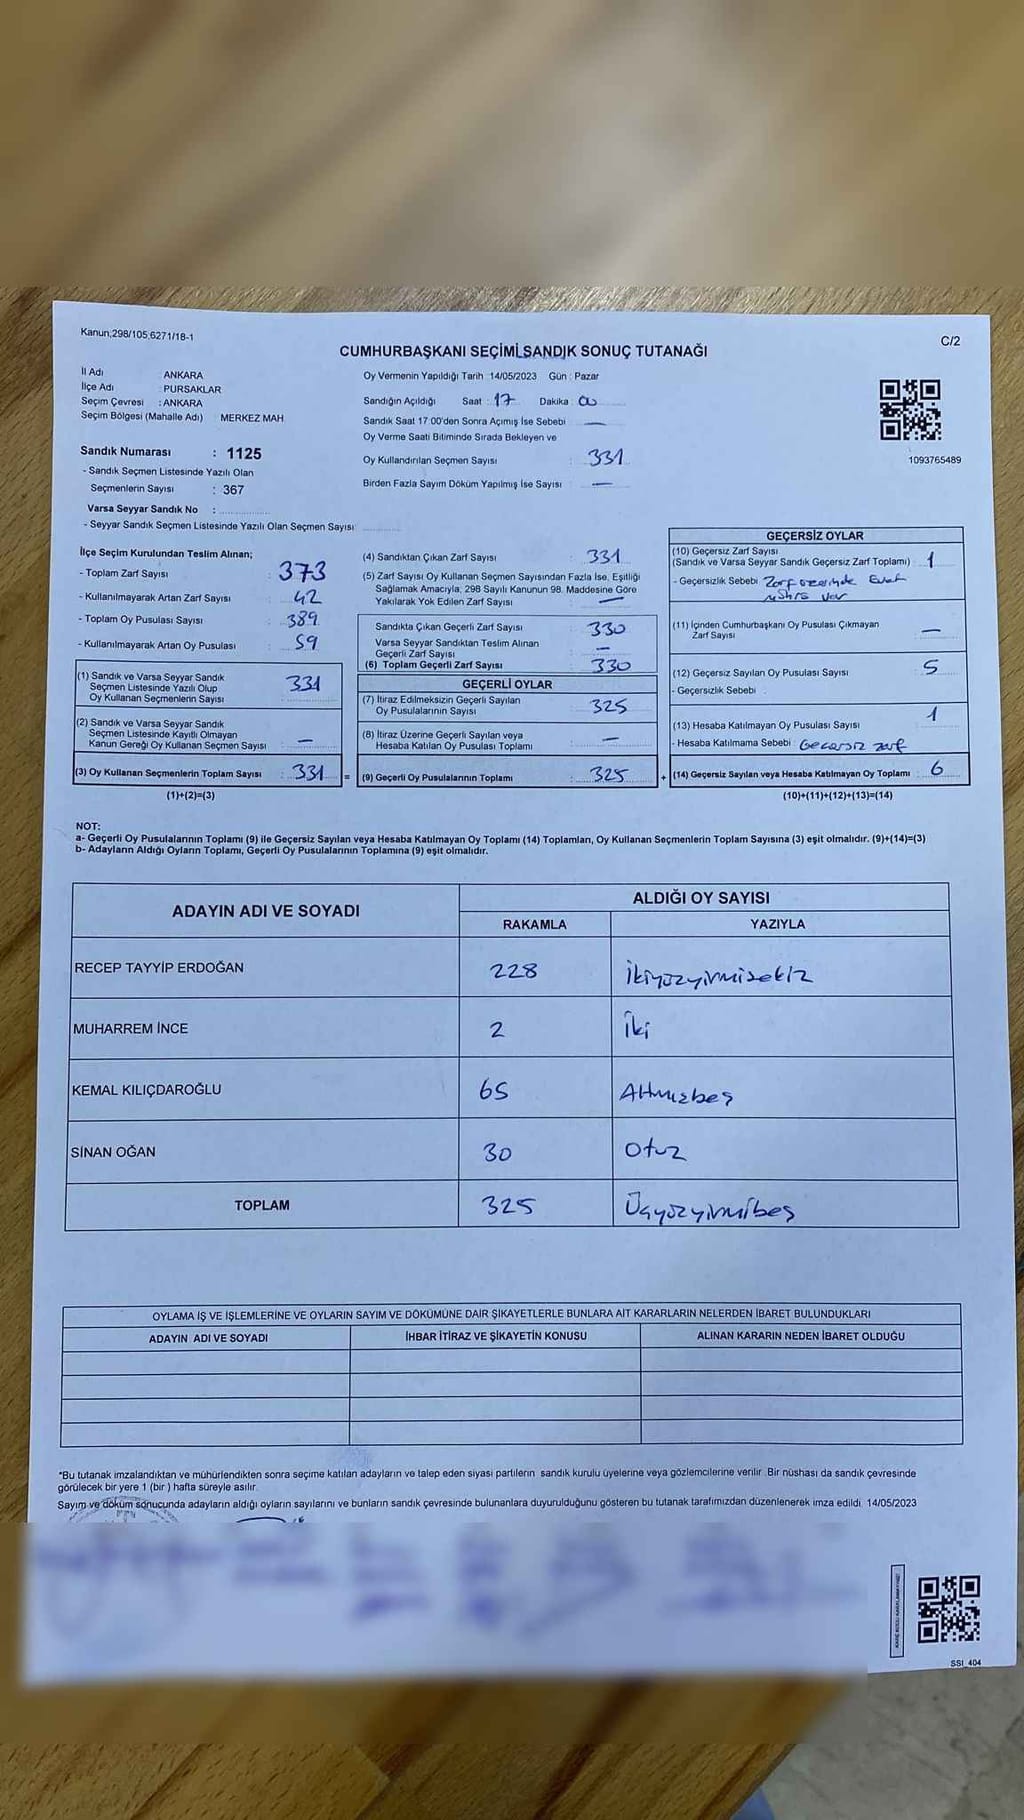 Kanun;298/105;6271/18-1
C/2
CUMHURBAŞKANI SEÇİMİ SANDIK SONUÇ TUTANAĞI
İl Adı ANKARA
İlçe Adı : PURSAKLAR
Seçim Çevresi : ANKARA
Seçim Bölgesi (Mahalle Adı) : MERKEZ MAH
Sandık Numarası : 1125
- Sandık Seçmen Listesinde Yazılı Olan
Seçmenlerin Sayısı : 367
Varsa Seyyar Sandık No :
- Seyyar Sandık Seçmen Listesinde Yazılı Olan Seçmen Sayısı
Oy Vermenin Yapıldığı Tarih :14/05/2023 Gün : Pazar
Sandığın Açıldığı Saat : 17 Dakika : 00
Sandık Saat 17:00'den Sonra Açımış İse Sebebi : —
Oy Verme Saati Bitiminde Sırada Bekleyen ve
Oy Kullandırılan Seçmen Sayısı : 331
Birden Fazla Sayım Döküm Yapılmış İse Sayısı : —
1093765489
İlçe Seçim Kurulundan Teslim Alınan;
- Toplam Zarf Sayısı : 373
- Kullanılmayarak Artan Zarf Sayısı : 42
- Toplam Oy Pusulası Sayısı : 389
- Kullanılmayarak Artan Oy Pusulası : 59
(1) Sandık ve Varsa Seyyar Sandık
Seçmen Listesinde Yazılı Olup
Oy Kullanan Seçmenlerin Sayısı : 331
(2) Sandık ve Varsa Seyyar Sandık
Seçmen Listesinde Kayıtlı Olmayan
Kanun Gereği Oy Kullanan Seçmen Sayısı : —
(3) Oy Kullanan Seçmenlerin Toplam Sayısı : 331 =
(1)+(2)=(3)
(4) Sandıktan Çıkan Zarf Sayısı : 331
(5) Zarf Sayısı Oy Kullanan Seçmen Sayısından Fazla İse, Eşitliği
Sağlamak Amacıyla, 298 Sayılı Kanunun 98. Maddesine Göre
Yakılarak Yok Edilen Zarf Sayısı : —
Sandıkta Çıkan Geçerli Zarf Sayısı : 330
Varsa Seyyar Sandıktan Teslim Alınan
Geçerli Zarf Sayısı : —
(6) Toplam Geçerli Zarf Sayısı : 330
GEÇERLİ OYLAR
(7) İtiraz Edilmeksizin Geçerli Sayılan
Oy Pusulalarının Sayısı : 325
(8) İtiraz Üzerine Geçerli Sayılan veya
Hesaba Katılan Oy Pusulası Toplamı : —
(9) Geçerli Oy Pusulalarının Toplamı : 325 +
GEÇERSİZ OYLAR
(10) Geçersiz Zarf Sayısı
(Sandık ve Varsa Seyyar Sandık Geçersiz Zarf Toplamı) : 1
- Geçersizlik Sebebi : Zarf üzerinde Evet
mührü var
(11) İçinden Cumhurbaşkanı Oy Pusulası Çıkmayan
Zarf Sayısı : —
(12) Geçersiz Sayılan Oy Pusulası Sayısı : 5
- Geçersizlik Sebebi :
(13) Hesaba Katılmayan Oy Pusulası Sayısı : 1
- Hesaba Katılmama Sebebi : Geçersiz zarf
(14) Geçersiz Sayılan veya Hesaba Katılmayan Oy Toplamı : 6
(10)+(11)+(12)+(13)=(14)
NOT:
a- Geçerli Oy Pusulalarının Toplamı (9) ile Geçersiz Sayılan veya Hesaba Katılmayan Oy Toplamı (14) Toplamları, Oy Kullanan Seçmenlerin Toplam Sayısına (3) eşit olmalıdır. (9)+(14)=(3)
b- Adayların Aldığı Oyların Toplamı, Geçerli Oy Pusulalarının Toplamına (9) eşit olmalıdır.
ADAYIN ADI VE SOYADI ALDIĞI OY SAYISI
RAKAMLA YAZIYLA
RECEP TAYYİP ERDOĞAN 228 İkiyüzyirmisekiz
MUHARREM İNCE 2 İki
KEMAL KILIÇDAROĞLU 65 Altmışbeş
SİNAN OĞAN 30 Otuz
TOPLAM 325 Üçyüzyirmibeş
OYLAMA İŞ VE İŞLEMLERİNE VE OYLARIN SAYIM VE DÖKÜMÜNE DAİR ŞİKAYETLERLE BUNLARA AİT KARARLARIN NELERDEN İBARET BULUNDUKLARI
ADAYIN ADI VE SOYADI İHBAR İTİRAZ VE ŞİKAYETİN KONUSU ALINAN KARARIN NEDEN İBARET OLDUĞU
*Bu tutanak imzalandıktan ve mühürlendikten sonra seçime katılan adayların ve talep eden siyasi partilerin sandık kurulu üyelerine veya gözlemcilerine verilir. Bir nüshası da sandık çevresinde
görülecek bir yere 1 (bir ) hafta süreyle asılır.
Sayım ve döküm sonucunda adayların aldığı oyların sayılarını ve bunların sandık çevresinde bulunanlara duyurulduğunu gösteren bu tutanak tarafımızdan düzenlenerek imza edildi. 14/05/2023
SSI_404